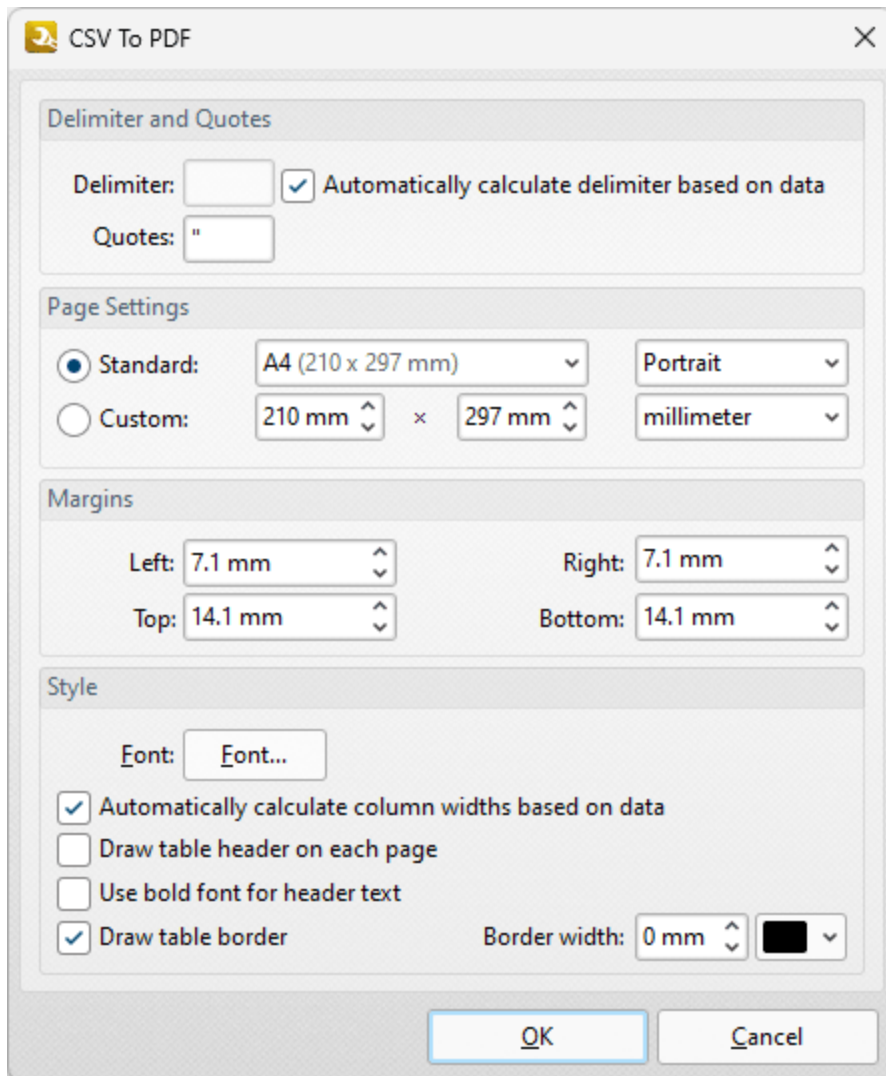 CSV To PDF
Delimiter and Quotes
Delimiter: Automatically calculate delimiter based on data
Quotes: "
Page Settings
Standard: A4 (210 x 297 mm) Portrait
Custom: 210 mm × 297 mm millimeter
Margins
Left: 7.1 mm Right: 7.1 mm
Top: 14.1 mm Bottom: 14.1 mm
Style
Font: Font...
Automatically calculate column widths based on data
Draw table header on each page
Use bold font for header text
Draw table border Border width: 0 mm
OK Cancel